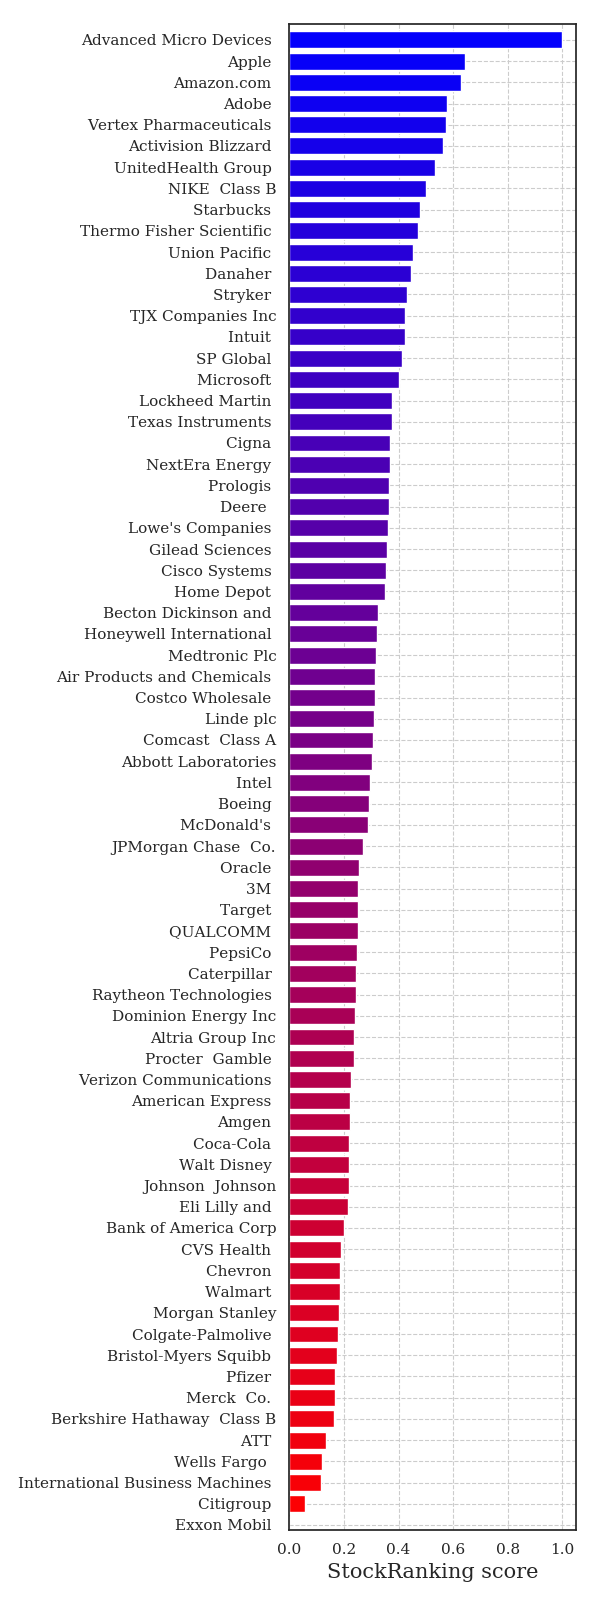 Advanced Micro Devices
Apple
Amazon.com
Adobe
Vertex Pharmaceuticals
Activision Blizzard
UnitedHealth Group
NIKE  Class B
Starbucks
Thermo Fisher Scientific
Union Pacific
Danaher
Stryker
TJX Companies Inc
Intuit
SP Global
Microsoft
Lockheed Martin
Texas Instruments
Cigna
NextEra Energy
Prologis
Deere
Lowe's Companies
Gilead Sciences
Cisco Systems
Home Depot
Becton Dickinson and
Honeywell International
Medtronic Plc
Air Products and Chemicals
Costco Wholesale
Linde plc
Comcast  Class A
Abbott Laboratories
Intel
Boeing
McDonald's
JPMorgan Chase  Co.
Oracle
3M
Target
QUALCOMM
PepsiCo
Caterpillar
Raytheon Technologies
Dominion Energy Inc
Altria Group Inc
Procter  Gamble
Verizon Communications
American Express
Amgen
Coca-Cola
Walt Disney
Johnson  Johnson
Eli Lilly and
Bank of America Corp
CVS Health
Chevron
Walmart
Morgan Stanley
Colgate-Palmolive
Bristol-Myers Squibb
Pfizer
Merck  Co.
Berkshire Hathaway  Class B
ATT
Wells Fargo
International Business Machines
Citigroup
Exxon Mobil
0.0 0.2 0.4 0.6 0.8 1.0
StockRanking score